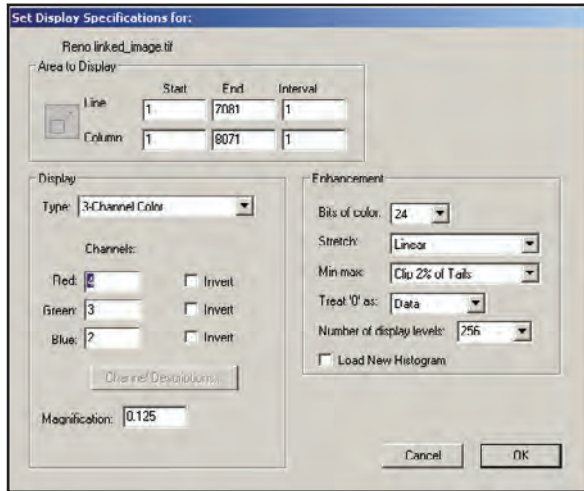 Set Display Specifications for:
Reno linked_image.tif
Area to Display
Start End Interval
Line 1 7081 1
Column 1 8071 1
Display
Type: 3-Channel Color
Channels:
Red: 4 Invert
Green: 3 Invert
Blue: 2 Invert
Channel Descriptions...
Magnification: 0.125
Enhancement
Bits of color: 24
Stretch: Linear
Min max: Clip 2% of Tails
Treat '0' as: Data
Number of display levels: 256
Load New Histogram
Cancel OK